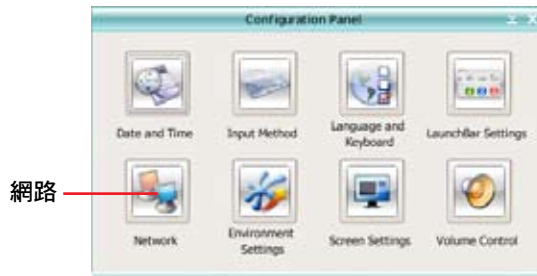 Configuration Panel
Date and Time
Input Method
Language and
Keyboard
LaunchBar Settings
網路
Network
Environment
Settings
Screen Settings
Volume Control